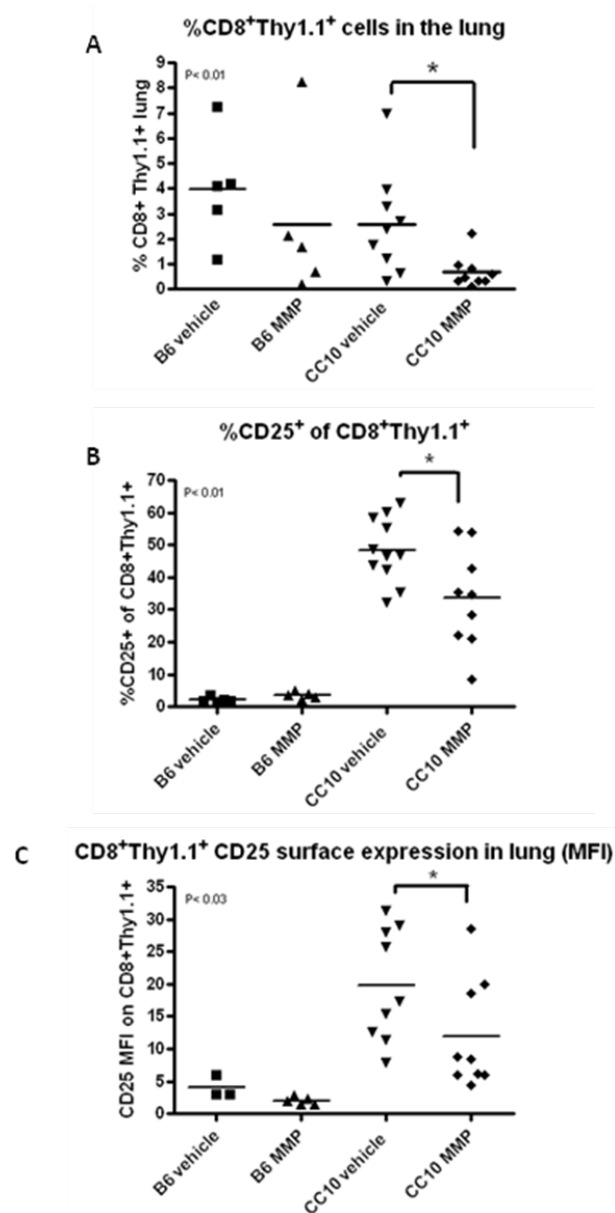 A
%CD8+Thy1.1+ cells in the lung
P< 0.01
*
% CD8+ Thy1.1+ lung
9
8
7
6
5
4
3
2
1
0
B6 vehicle
B6 MMP
CC10 vehicle
CC10 MMP
B
%CD25+ of CD8+Thy1.1+
P< 0.01
*
%CD25+ of CD8+Thy1.1+
70
60
50
40
30
20
10
0
B6 vehicle
B6 MMP
CC10 vehicle
CC10 MMP
C
CD8+Thy1.1+ CD25 surface expression in lung (MFI)
P< 0.03
*
CD25 MFI on CD8+Thy1.1+
35
30
25
20
15
10
5
0
B6 vehicle
B6 MMP
CC10 vehicle
CC10 MMP